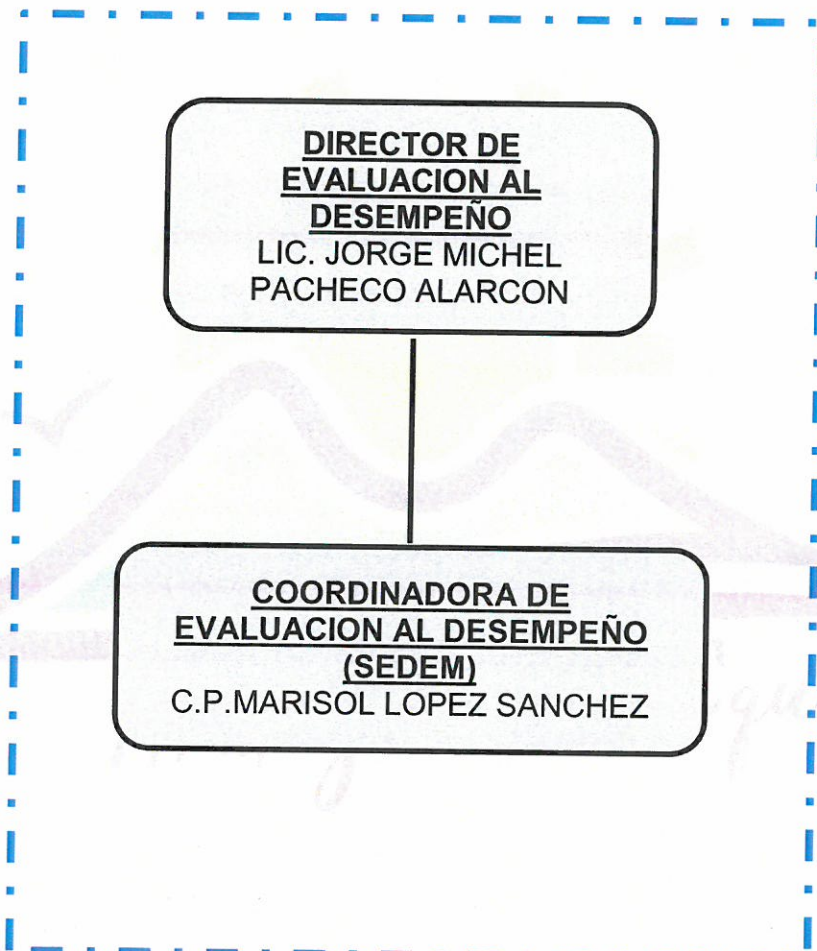 DIRECTOR DE
EVALUACION AL
DESEMPEÑO
LIC. JORGE MICHEL
PACHECO ALARCON
COORDINADORA DE
EVALUACION AL DESEMPEÑO
(SEDEM)
C.P.MARISOL LOPEZ SANCHEZ